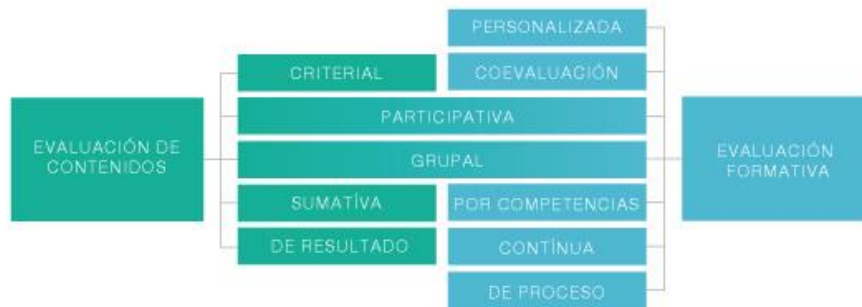 PERSONALIZADA
CRITERIAL
COEVALUACIÓN
PARTICIPATIVA
EVALUACIÓN DE
CONTENIDOS
GRUPAL
EVALUACIÓN
FORMATIVA
SUMATÍVA
POR COMPETENCIAS
DE RESULTADO
CONTÍNUA
DE PROCESO